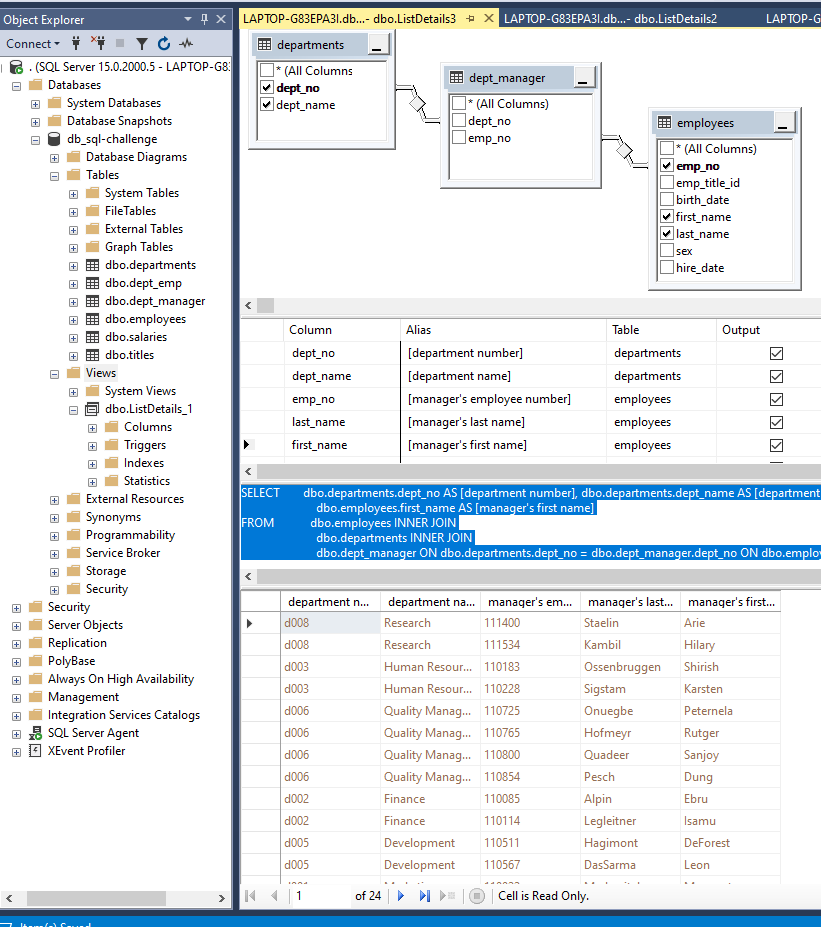 Object Explorer
Connect
. (SQL Server 15.0.2000.5 - LAPTOP-G83
Databases
System Databases
Database Snapshots
db_sql-challenge
Database Diagrams
Tables
System Tables
FileTables
External Tables
Graph Tables
dbo.departments
dbo.dept_emp
dbo.dept_manager
dbo.employees
dbo.salaries
dbo.titles
Views
System Views
dbo.ListDetails_1
Columns
Triggers
Indexes
Statistics
External Resources
Synonyms
Programmability
Service Broker
Storage
Security
Security
Server Objects
Replication
PolyBase
Always On High Availability
Management
Integration Services Catalogs
SQL Server Agent
XEvent Profiler
LAPTOP-G83EPA3I.db...- dbo.ListDetails3
LAPTOP-G83EPA3I.db...- dbo.ListDetails2
LAPTOP-G
departments
* (All Columns
dept_no
dept_name
dept_manager
* (All Columns)
dept_no
emp_no
employees
* (All Columns)
emp_no
emp_title_id
birth_date
first_name
last_name
sex
hire_date
Column Alias Table Output
dept_no [department number] departments
dept_name [department name] departments
emp_no [manager's employee number] employees
last_name [manager's last name] employees
first_name [manager's first name] employees
SELECT dbo.departments.dept_no AS [department number], dbo.departments.dept_name AS [department
dbo.employees.first_name AS [manager's first name]
FROM dbo.employees INNER JOIN
dbo.departments INNER JOIN
dbo.dept_manager ON dbo.departments.dept_no = dbo.dept_manager.dept_no ON dbo.employ
department n... department na... manager's em... manager's last... manager's first...
d008 Research 111400 Staelin Arie
d008 Research 111534 Kambil Hilary
d003 Human Resour... 110183 Ossenbruggen Shirish
d003 Human Resour... 110228 Sigstam Karsten
d006 Quality Manag... 110725 Onuegbe Peternela
d006 Quality Manag... 110765 Hofmeyr Rutger
d006 Quality Manag... 110800 Quadeer Sanjoy
d006 Quality Manag... 110854 Pesch Dung
d002 Finance 110085 Alpin Ebru
d002 Finance 110114 Legleitner Isamu
d005 Development 110511 Hagimont DeForest
d005 Development 110567 DasSarma Leon
1 of 24 Cell is Read Only.
Item(s) Saved